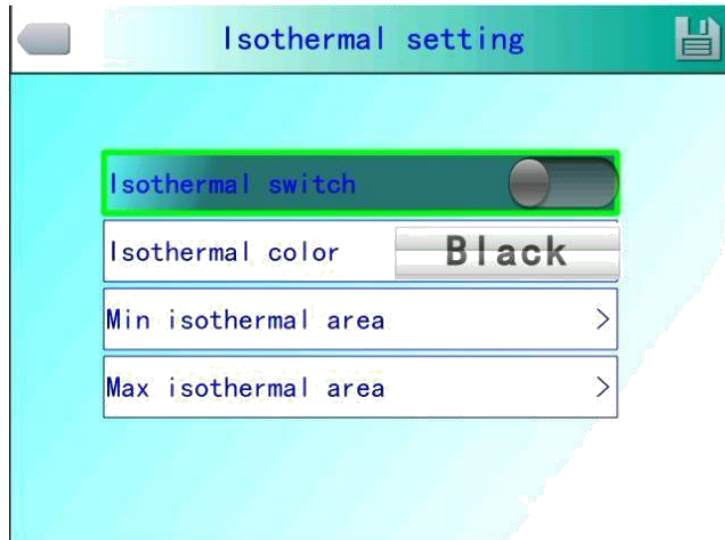 Isothermal setting
Isothermal switch
Isothermal color Black
Min isothermal area >
Max isothermal area >